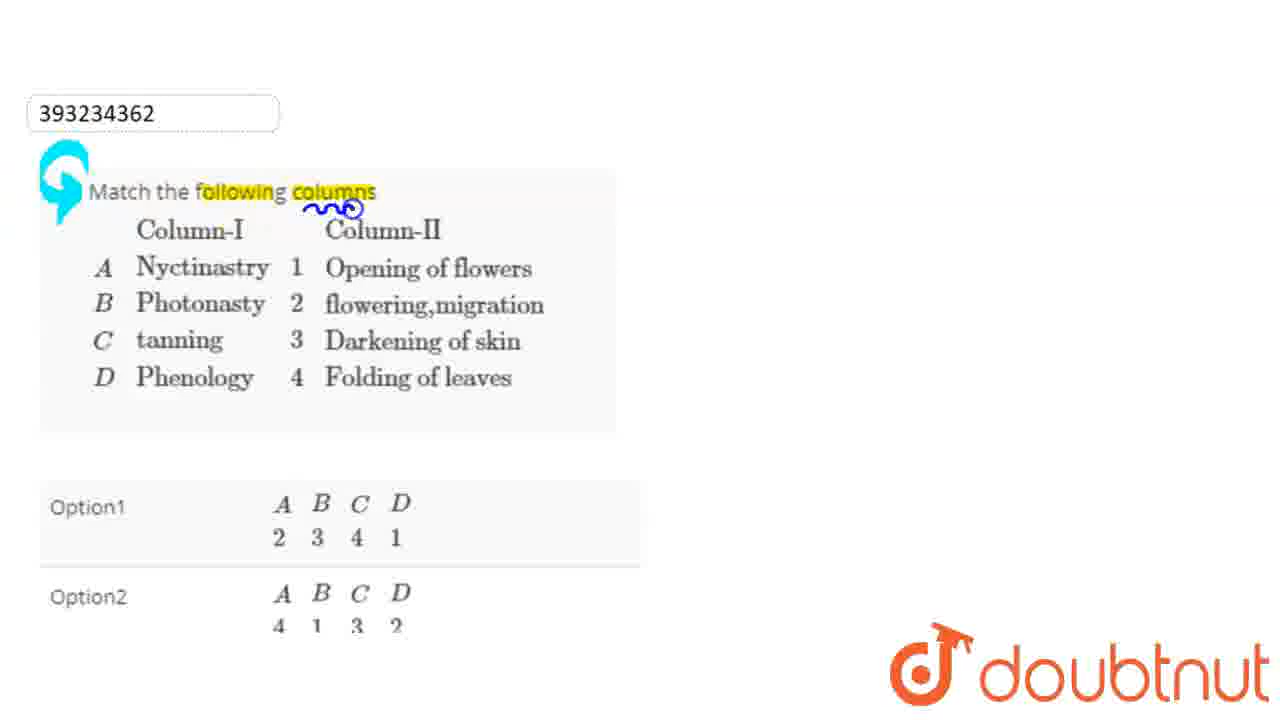 393234362
Match the following columns
Column-I Column-II
A Nyctinastry 1 Opening of flowers
B Photonasty 2 flowering,migration
C tanning 3 Darkening of skin
D Phenology 4 Folding of leaves
Option1 A B C D
2 3 4 1
Option2 A B C D
4 1 3 2
doubtnut